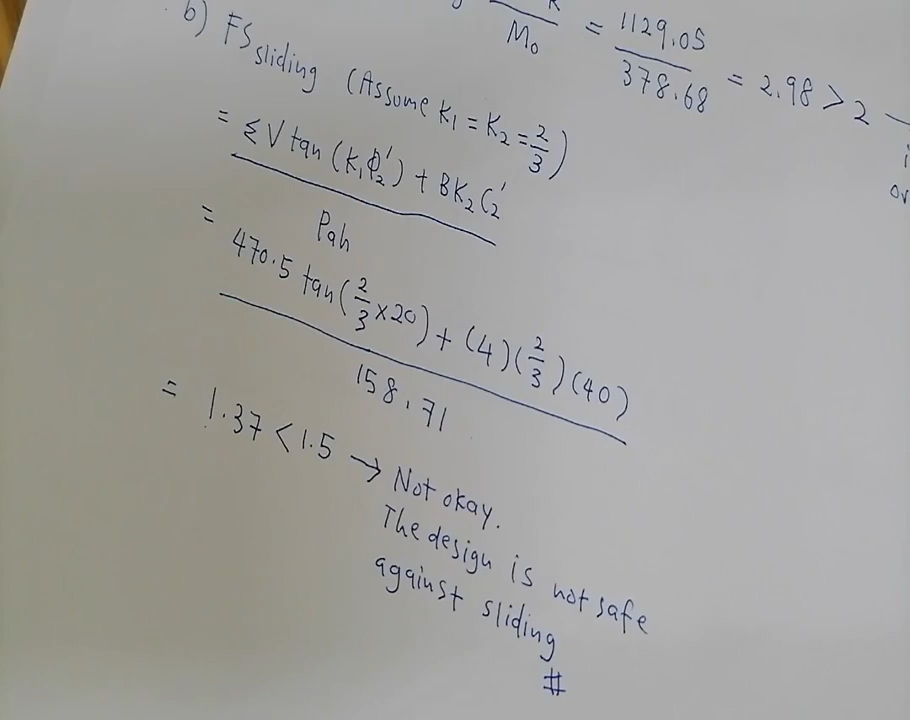 Mo = 1129.05 / 378.68 = 2.98 > 2
b) FS sliding (Assume K1 = K2 = 2/3)
= ΣV tan (K1Φ2') + BK2C2'
Pah
= 470.5 tan(2/3 × 20) + (4)(2/3)(40)
158.71
= 1.37 < 1.5 → Not okay.
The design is not safe
against sliding
#